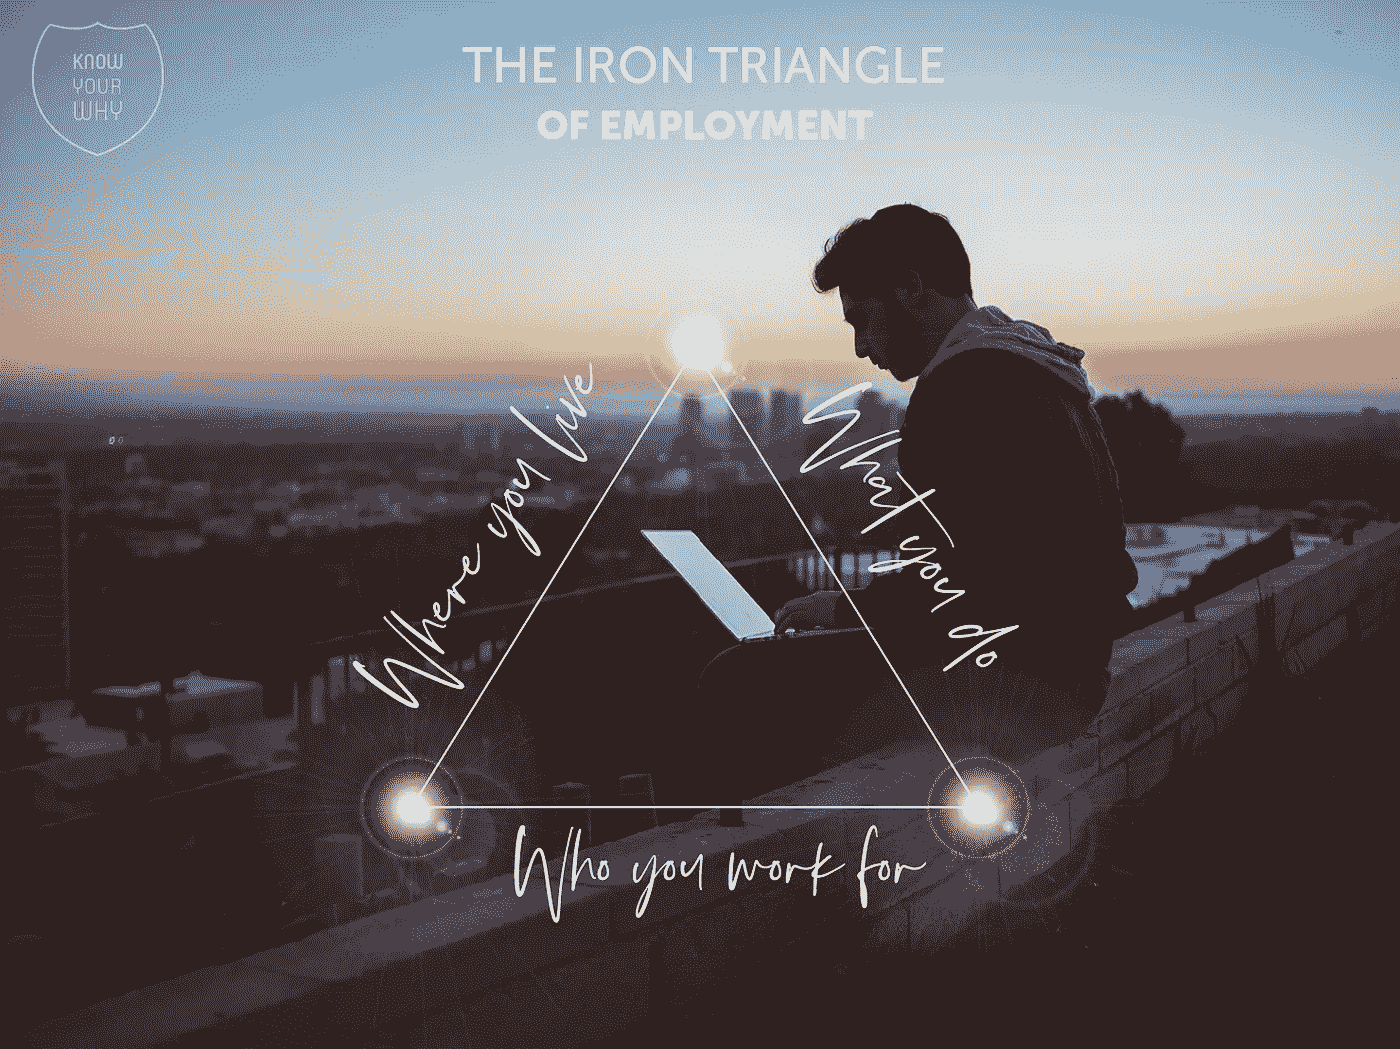 KNOW
YOUR
WHY
THE IRON TRIANGLE
OF EMPLOYMENT
Where you live
What you do
Who you work for